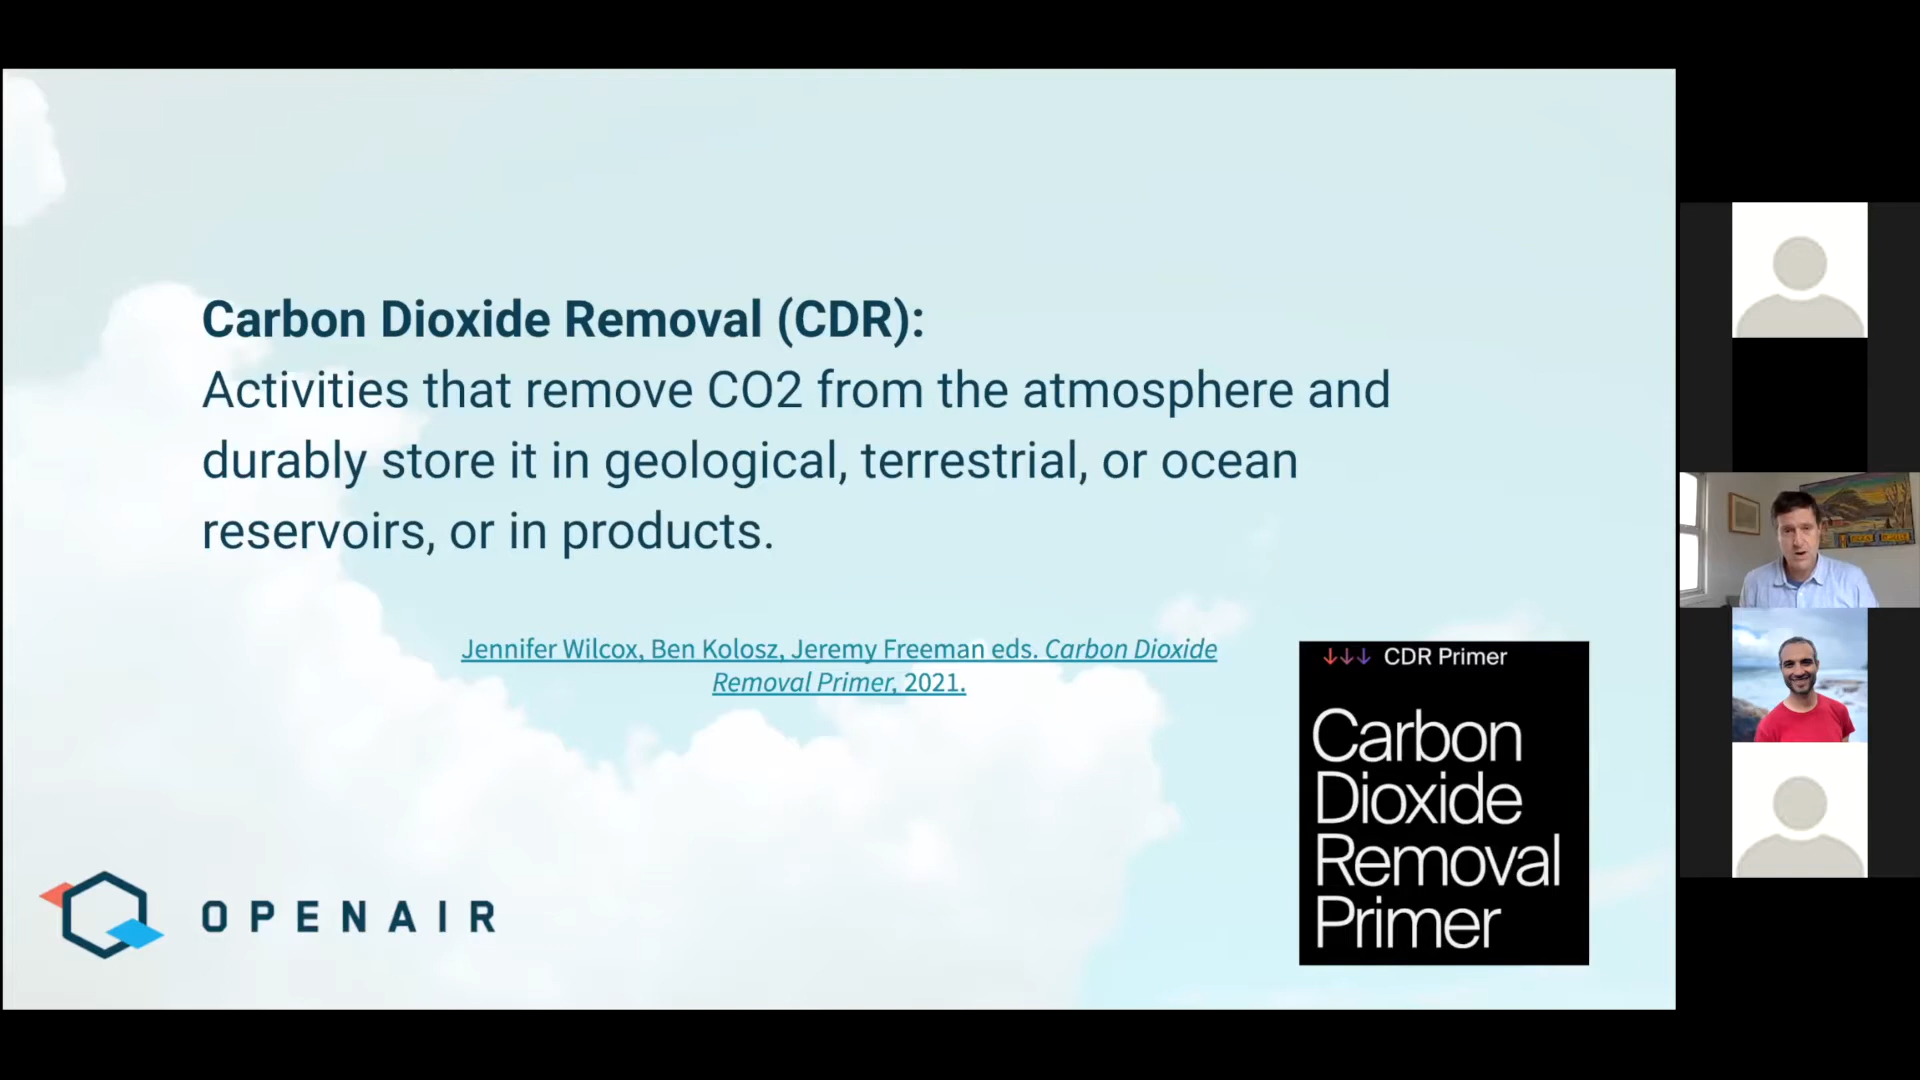 Carbon Dioxide Removal (CDR):
Activities that remove CO2 from the atmosphere and
durably store it in geological, terrestrial, or ocean
reservoirs, or in products.
Jennifer Wilcox, Ben Kolosz, Jeremy Freeman eds. Carbon Dioxide
Removal Primer, 2021.
CDR Primer
Carbon
Dioxide
Removal
Primer
OPENAIR